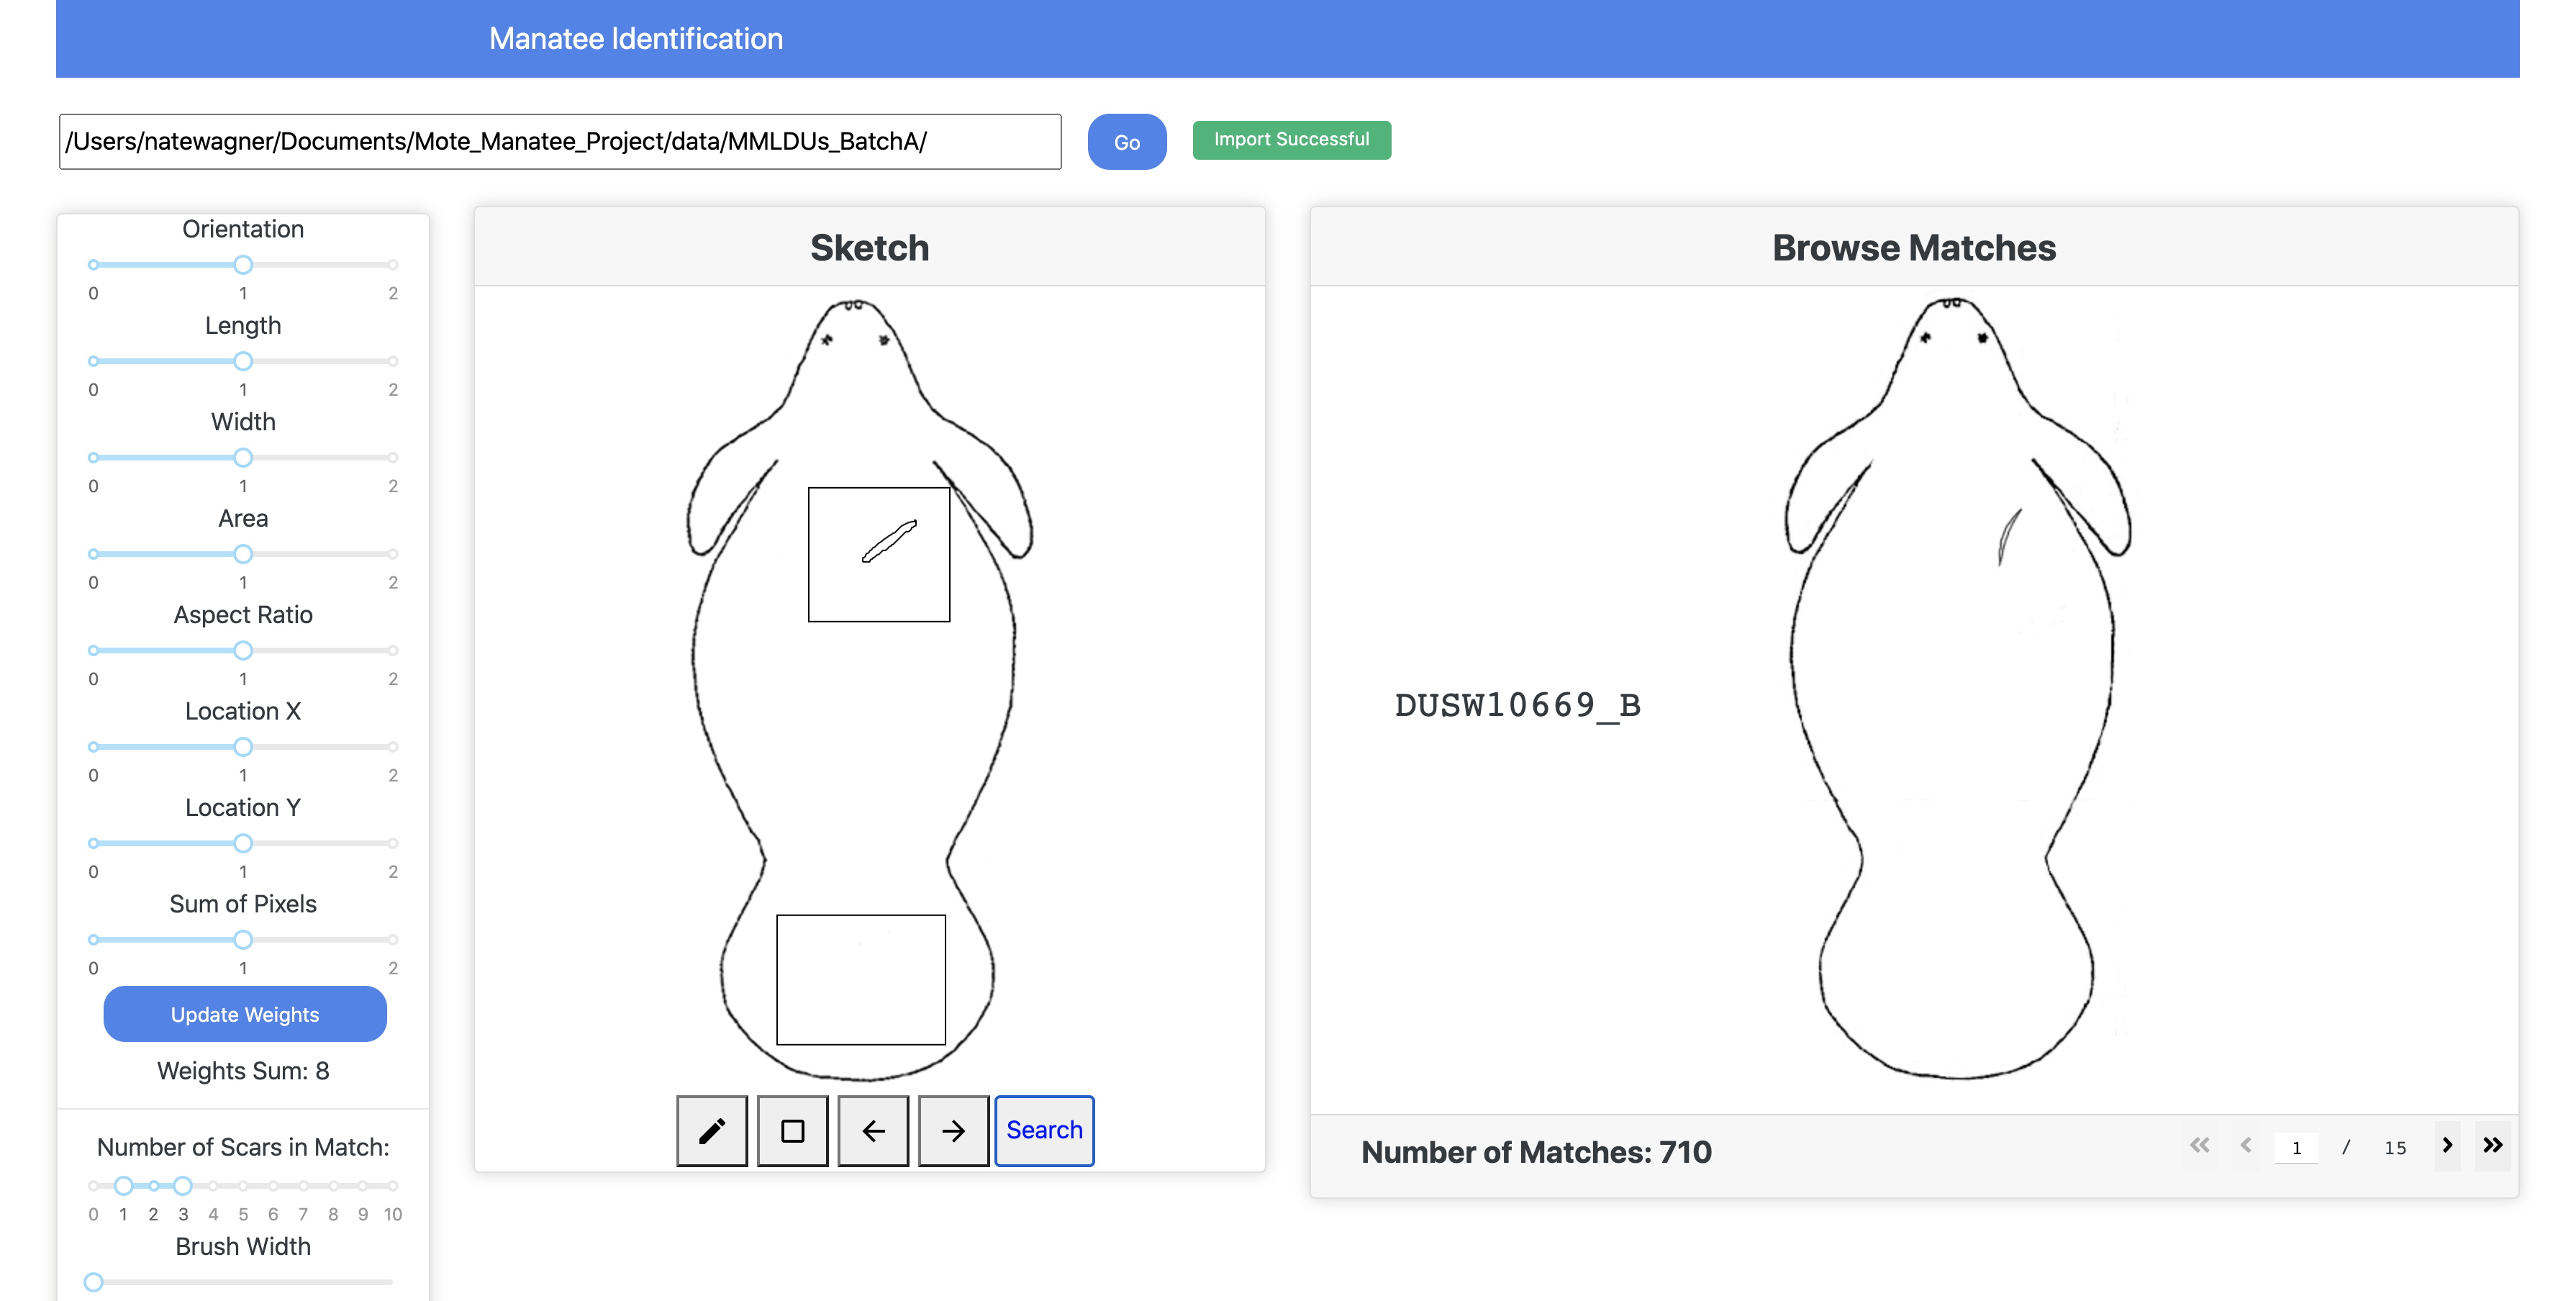 Manatee Identification
/Users/natewagner/Documents/Mote_Manatee_Project/data/MMLDUs_BatchA/
Go
Import Successful
Orientation
0 1 2
Length
0 1 2
Width
0 1 2
Area
0 1 2
Aspect Ratio
0 1 2
Location X
0 1 2
Location Y
0 1 2
Sum of Pixels
0 1 2
Update Weights
Weights Sum: 8
Number of Scars in Match:
0 1 2 3 4 5 6 7 8 9 10
Brush Width
Sketch
Search
Browse Matches
DUSW10669_B
Number of Matches: 710
1 / 15